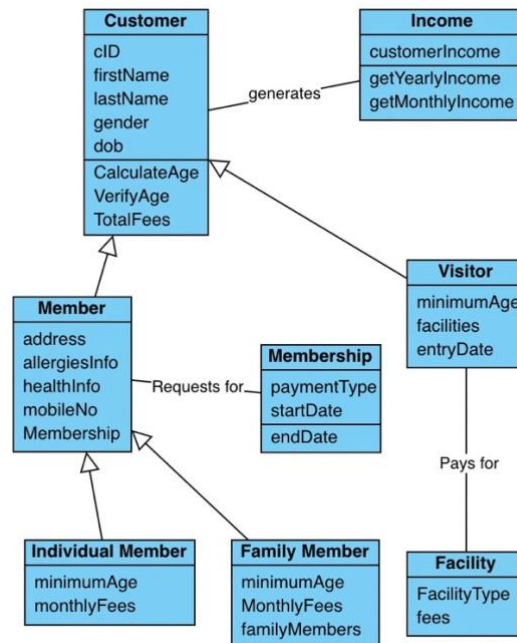 Customer
cID
firstName
lastName
gender
dob
CalculateAge
VerifyAge
TotalFees
generates
Income
customerIncome
getYearlyIncome
getMonthlyIncome
Member
address
allergiesInfo
healthInfo
mobileNo
Membership
Requests for
Membership
paymentType
startDate
endDate
Visitor
minimumAge
facilities
entryDate
Pays for
Individual Member
minimumAge
monthlyFees
Family Member
minimumAge
MonthlyFees
familyMembers
Facility
FacilityType
fees